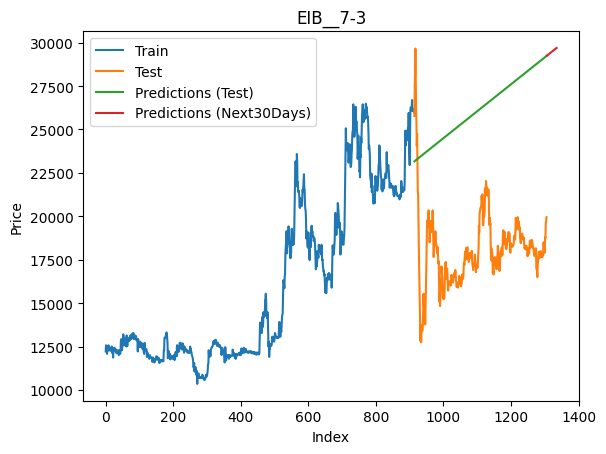 EIB__7-3
Train
Test
Predictions (Test)
Predictions (Next30Days)
30000
27500
25000
22500
20000
17500
15000
12500
10000
Price
0 200 400 600 800 1000 1200 1400
Index